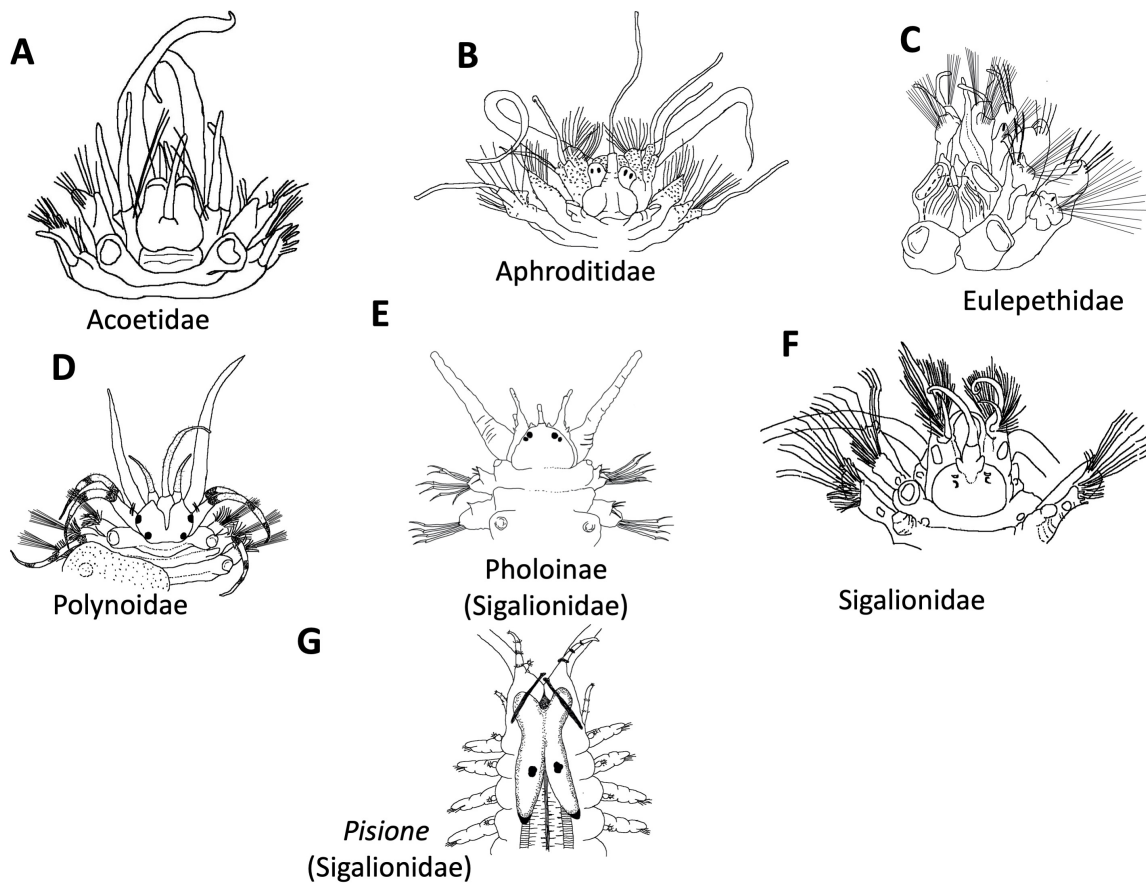 A
B
C
Acoetidae
Aphroditidae
Eulepethidae
D
E
F
Polynoidae
Pholoinae
(Sigalionidae)
Sigalionidae
G
Pisione
(Sigalionidae)